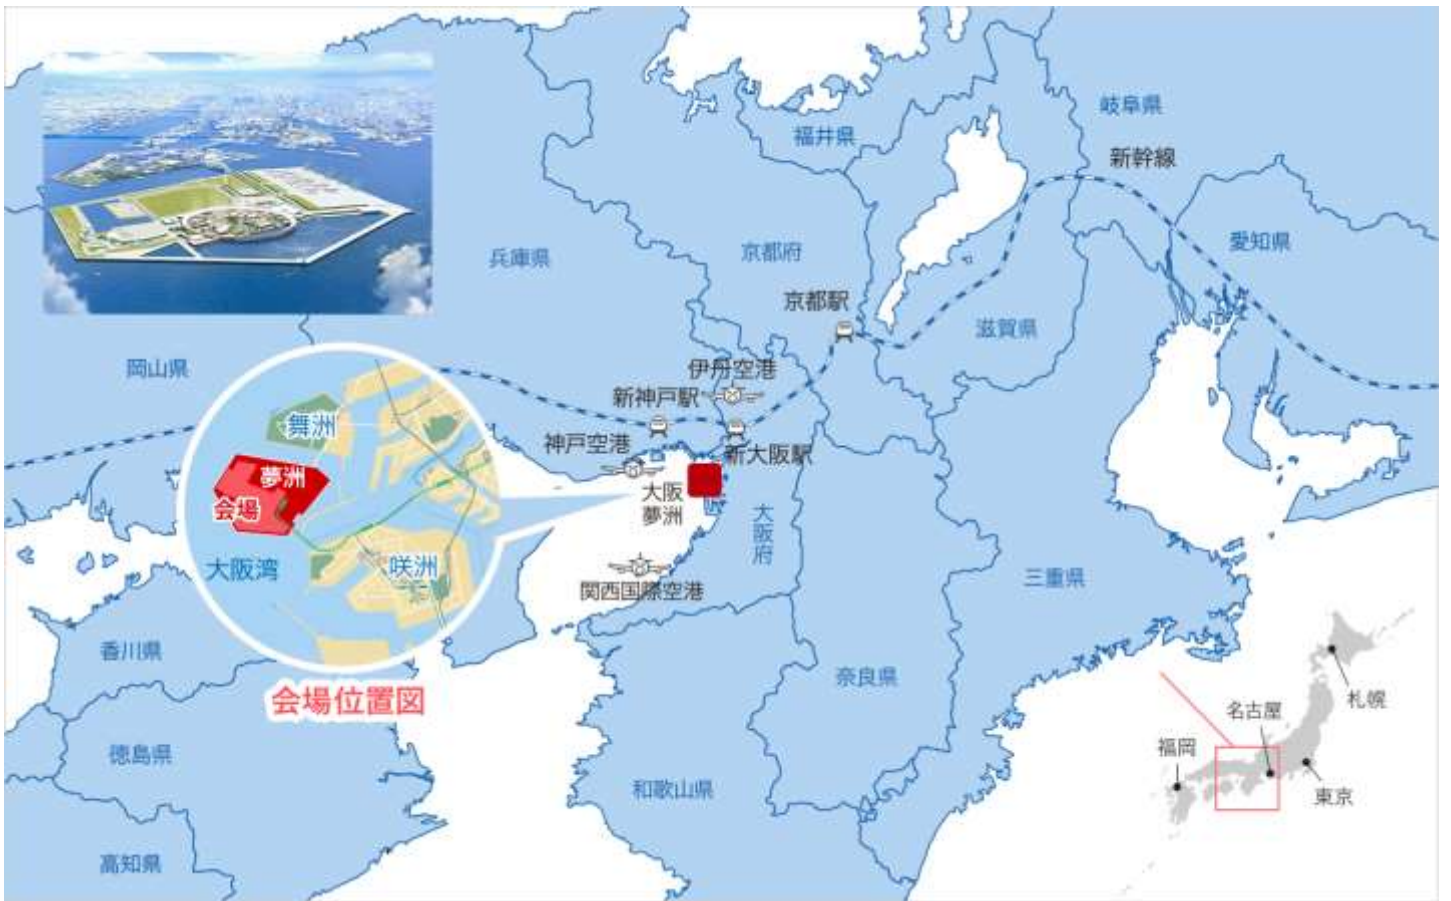 岐阜県
福井県
新幹線
愛知県
兵庫県
京都府
京都駅
滋賀県
岡山県
伊丹空港
新神戸駅
舞洲
神戸空港
新大阪駅
夢洲
会場
大阪
夢洲
大阪府
大阪湾
咲洲
関西国際空港
三重県
香川県
奈良県
会場位置図
札幌
名古屋
福岡
徳島県
和歌山県
東京
高知県